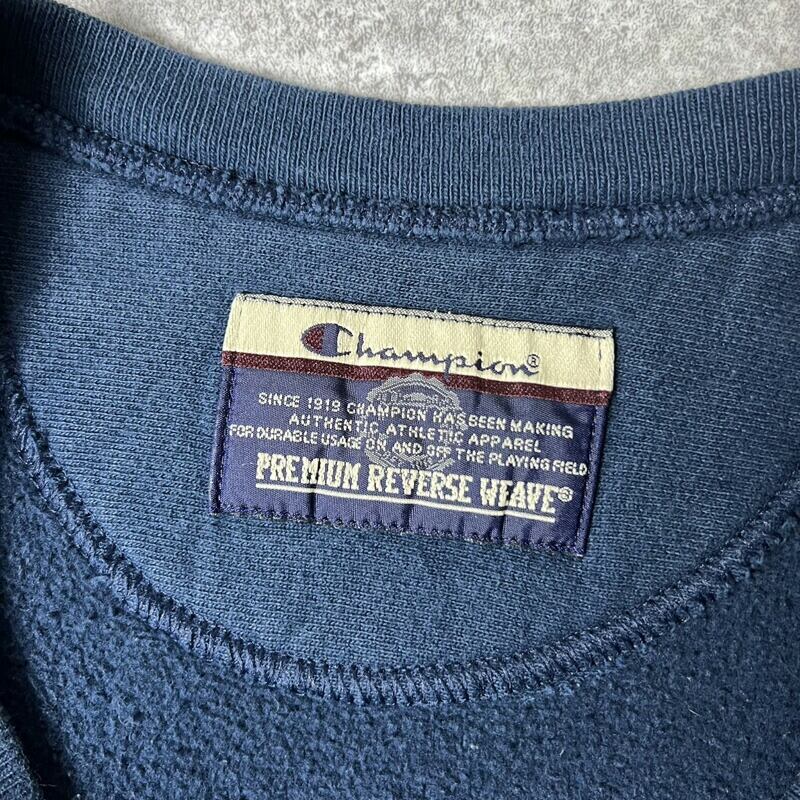 Champion®
SINCE 1919 CHAMPION HAS BEEN MAKING
AUTHENTIC ATHLETIC APPAREL
FOR DURABLE USAGE ON AND OFF THE PLAYING FIELD
PREMIUM REVERSE WEAVE®